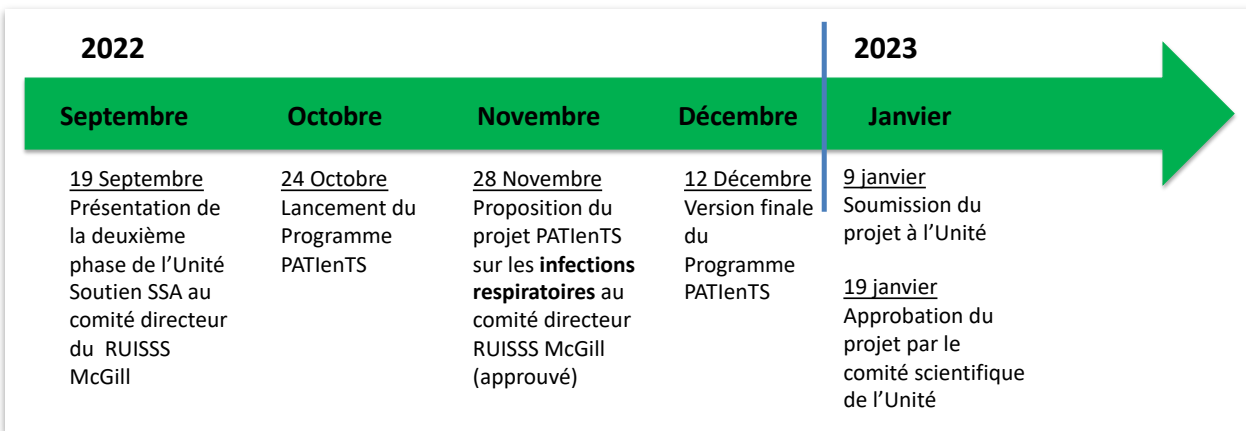 2022
2023
Septembre
Octobre
Novembre
Décembre
Janvier
19 Septembre
Présentation de
la deuxième
phase de l’Unité
Soutien SSA au
comité directeur
du RUISSS
McGill
24 Octobre
Lancement du
Programme
PATIenTS
28 Novembre
Proposition du
projet PATIenTS
sur les infections
respiratoires au
comité directeur
RUISSS McGill
(approuvé)
12 Décembre
Version finale
du
Programme
PATIenTS
9 janvier
Soumission du
projet à l’Unité
19 janvier
Approbation du
projet par le
comité scientifique
de l’Unité